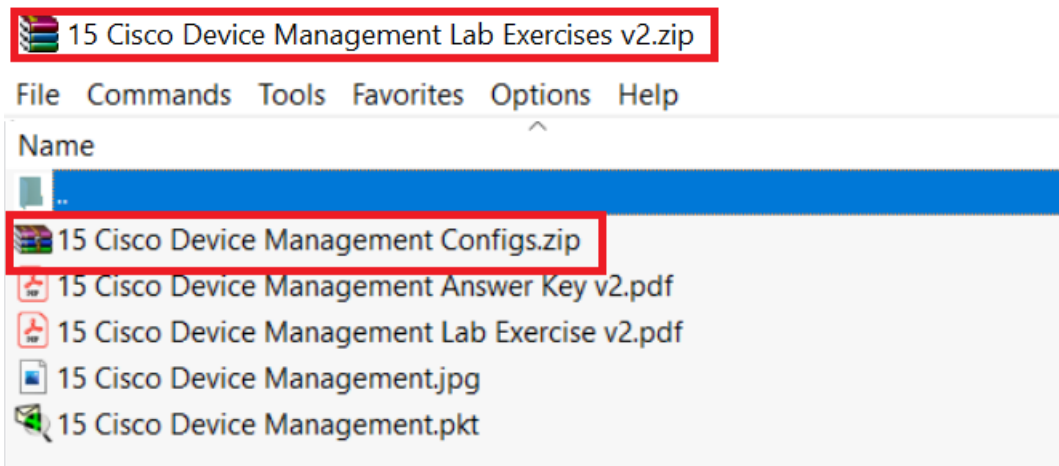 15 Cisco Device Management Lab Exercises v2.zip
File Commands Tools Favorites Options Help
Name
..
15 Cisco Device Management Configs.zip
15 Cisco Device Management Answer Key v2.pdf
15 Cisco Device Management Lab Exercise v2.pdf
15 Cisco Device Management.jpg
15 Cisco Device Management.pkt